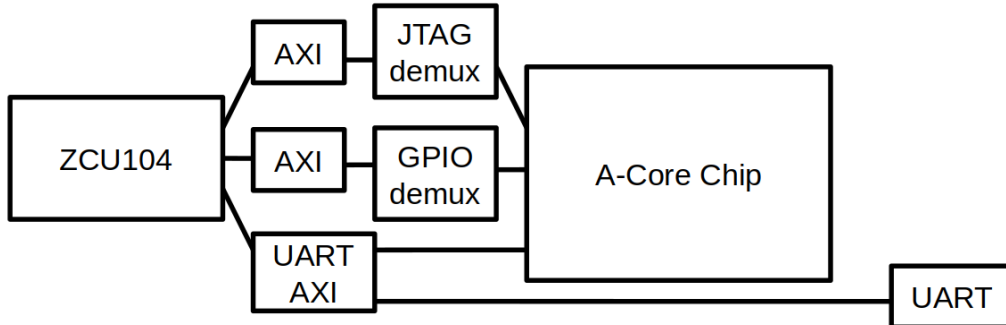 AXI
JTAG
demux
ZCU104
AXI
GPIO
demux
A-Core Chip
UART
AXI
UART